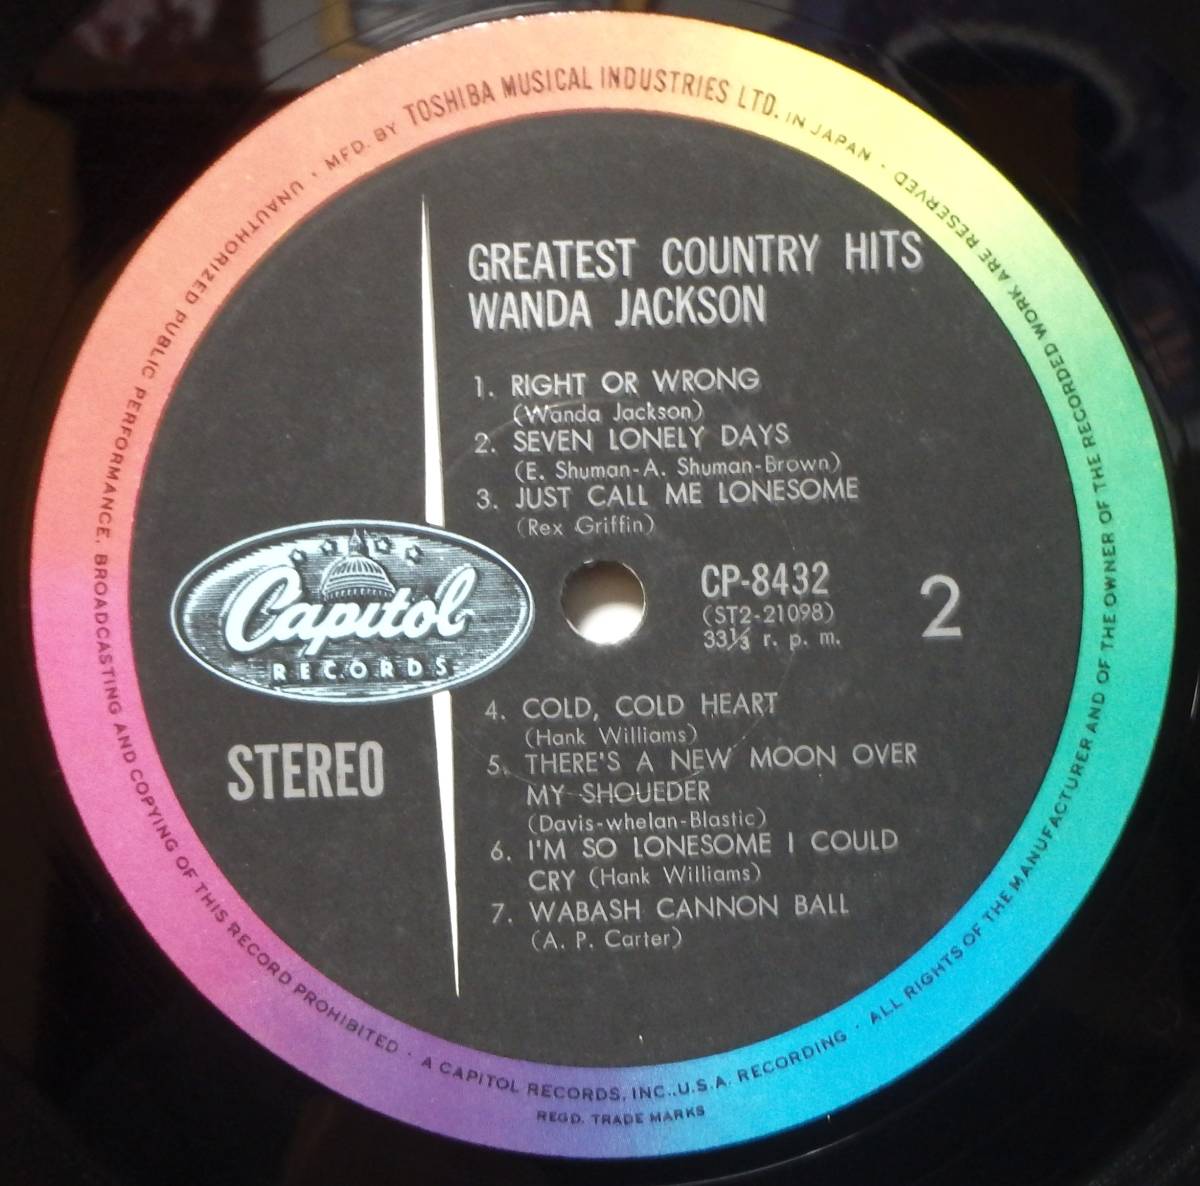 MFD. BY TOSHIBA MUSICAL INDUSTRIES LTD. IN JAPAN · ALL RIGHTS OF THE MANUFACTURER AND OF THE OWNER OF THE RECORDED WORK ARE RESERVED ·
UNAUTHORIZED PUBLIC PERFORMANCE, BROADCASTING AND COPYING OF THIS RECORD PROHIBITED · A CAPITOL RECORDS, INC., U.S.A. RECORDING ·
REGD. TRADE MARKS
GREATEST COUNTRY HITS
WANDA JACKSON
1. RIGHT OR WRONG
(Wanda Jackson)
2. SEVEN LONELY DAYS
(E. Shuman-A. Shuman-Brown)
3. JUST CALL ME LONESOME
(Rex Griffin)
Capitol
RECORDS
STEREO
CP-8432
(ST2-21098)
33⅓ r. p. m.
2
4. COLD, COLD HEART
(Hank Williams)
5. THERE'S A NEW MOON OVER
MY SHOUEDER
(Davis-whelan-Blastic)
6. I'M SO LONESOME I COULD
CRY (Hank Williams)
7. WABASH CANNON BALL
(A. P. Carter)